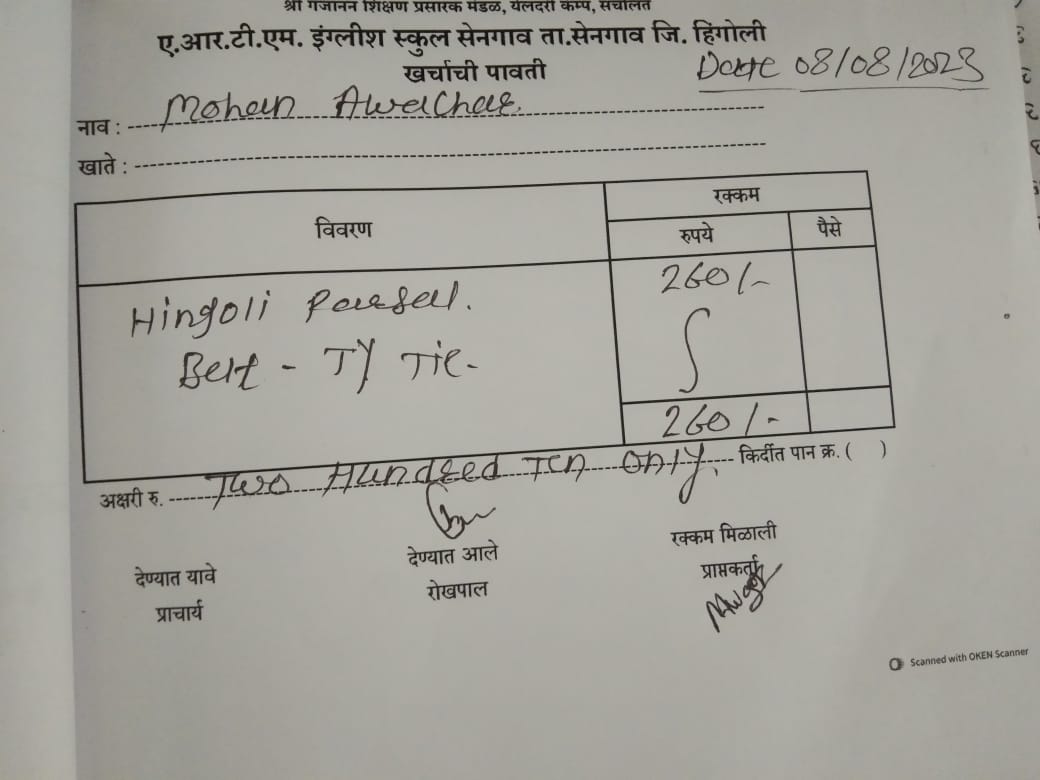 श्री गजानन शिक्षण प्रसारक मंडळ, येलदरी कॅम्प, संचलित
ए.आर.टी.एम. इंग्लीश स्कुल सेनगाव ता.सेनगाव जि. हिंगोली
खर्चाची पावती
Date 08/08/2023
नाव : Mohan Awachar
खाते :
विवरण
रक्कम
रुपये
पैसे
Hingoli Parsal.
260/-
Belt - TY Tie-
260/-
अक्षरी रु. Two Hundred Ten only. किर्दीत पान क्र. ( )
देण्यात यावे
प्राचार्य
देण्यात आले
रोखपाल
रक्कम मिळाली
प्राप्तकर्ता
Scanned with OKEN Scanner